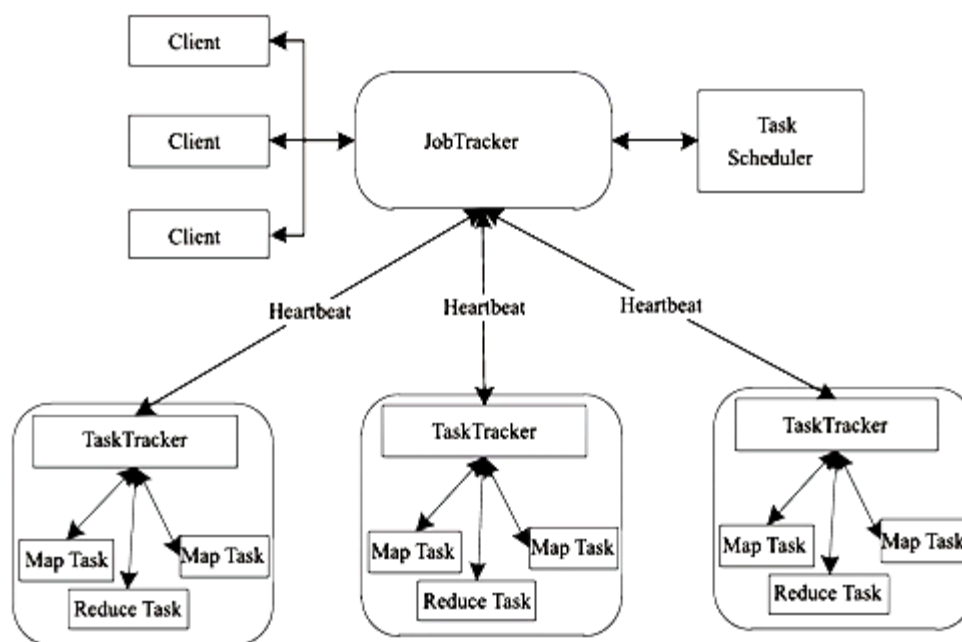 Client
Client
Client
JobTracker
Task
Scheduler
Heartbeat
Heartbeat
Heartbeat
TaskTracker
Map Task
Map Task
Reduce Task
TaskTracker
Map Task
Map Task
Reduce Task
TaskTracker
Map Task
Map Task
Reduce Task